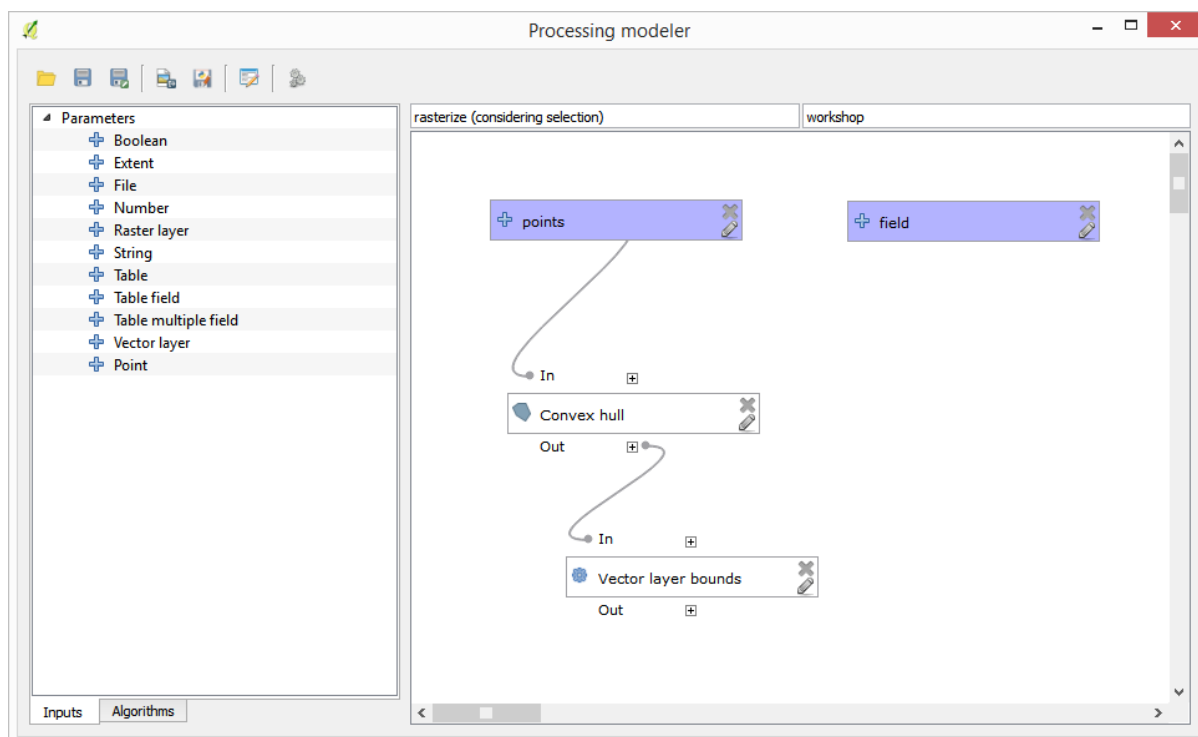 Processing modeler
rasterize (considering selection)
workshop
Parameters
Boolean
Extent
File
Number
Raster layer
String
Table
Table field
Table multiple field
Vector layer
Point
points
field
In
Convex hull
Out
In
Vector layer bounds
Out
Inputs
Algorithms